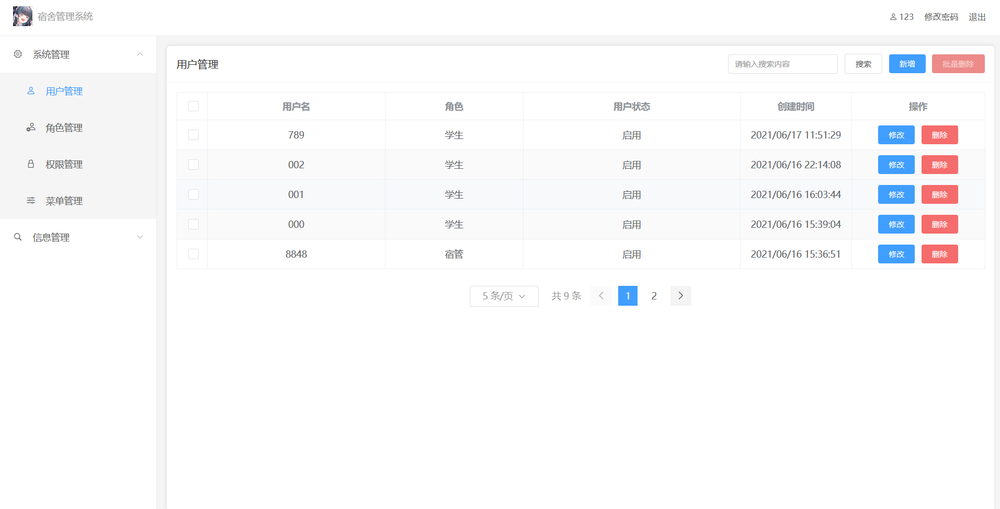 宿舍管理系统
123 修改密码 退出
系统管理
用户管理
角色管理
权限管理
菜单管理
信息管理
用户管理
请输入搜索内容 搜索 新增 批量删除
用户名 角色 用户状态 创建时间 操作
789 学生 启用 2021/06/17 11:51:29 修改 删除
002 学生 启用 2021/06/16 22:14:08 修改 删除
001 学生 启用 2021/06/16 16:03:44 修改 删除
000 学生 启用 2021/06/16 15:39:04 修改 删除
8848 宿管 启用 2021/06/16 15:36:51 修改 删除
5 条/页 共 9 条 1 2